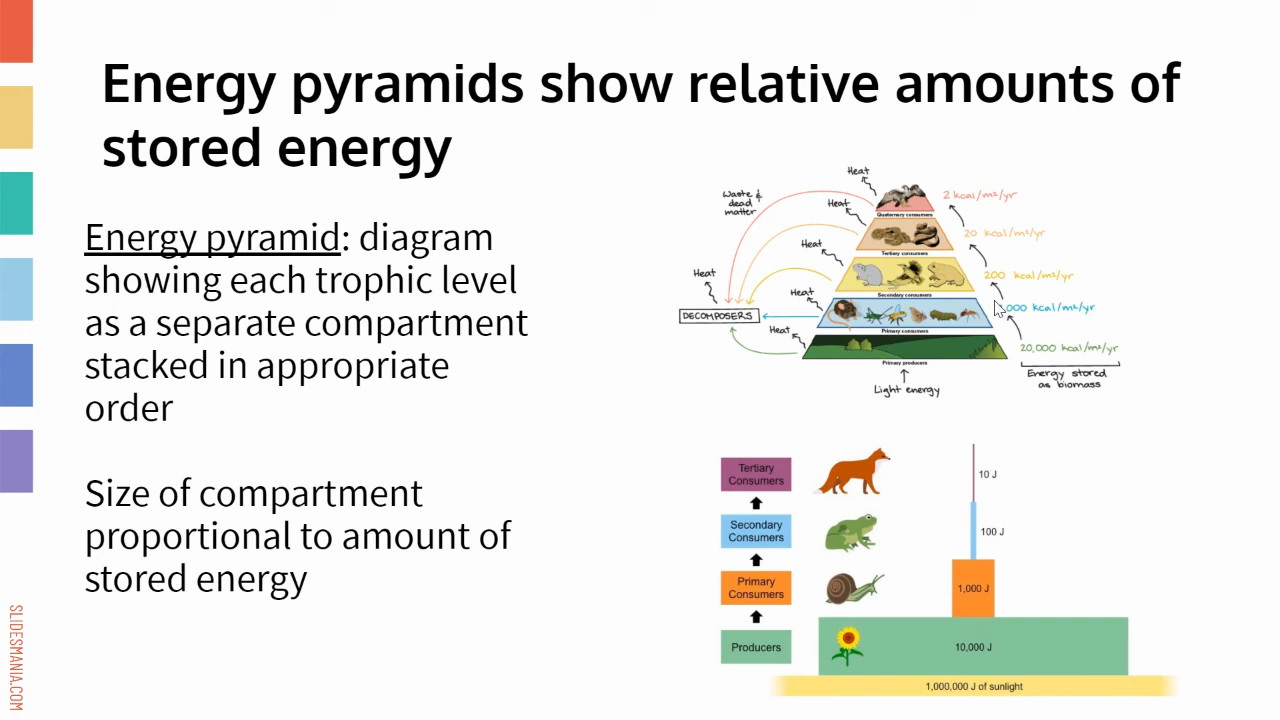 Energy pyramids show relative amounts of
stored energy
Energy pyramid: diagram
showing each trophic level
as a separate compartment
stacked in appropriate
order
Size of compartment
proportional to amount of
stored energy
Heat
Waste &
dead
matter
2 kcal/m²/yr
Quaternary consumers
Heat
20 kcal/m²/yr
Tertiary consumers
Heat
200 kcal/m²/yr
Secondary consumers
Heat
Heat
000 kcal/m²/yr
DECOMPOSERS
Primary consumers
Heat
20,000 kcal/m²/yr
Primary producers
Light energy
Energy stored
as biomass
Tertiary
Consumers
10 J
Secondary
Consumers
100 J
Primary
Consumers
1,000 J
Producers
10,000 J
1,000,000 J of sunlight
SLIDESMANIA.COM